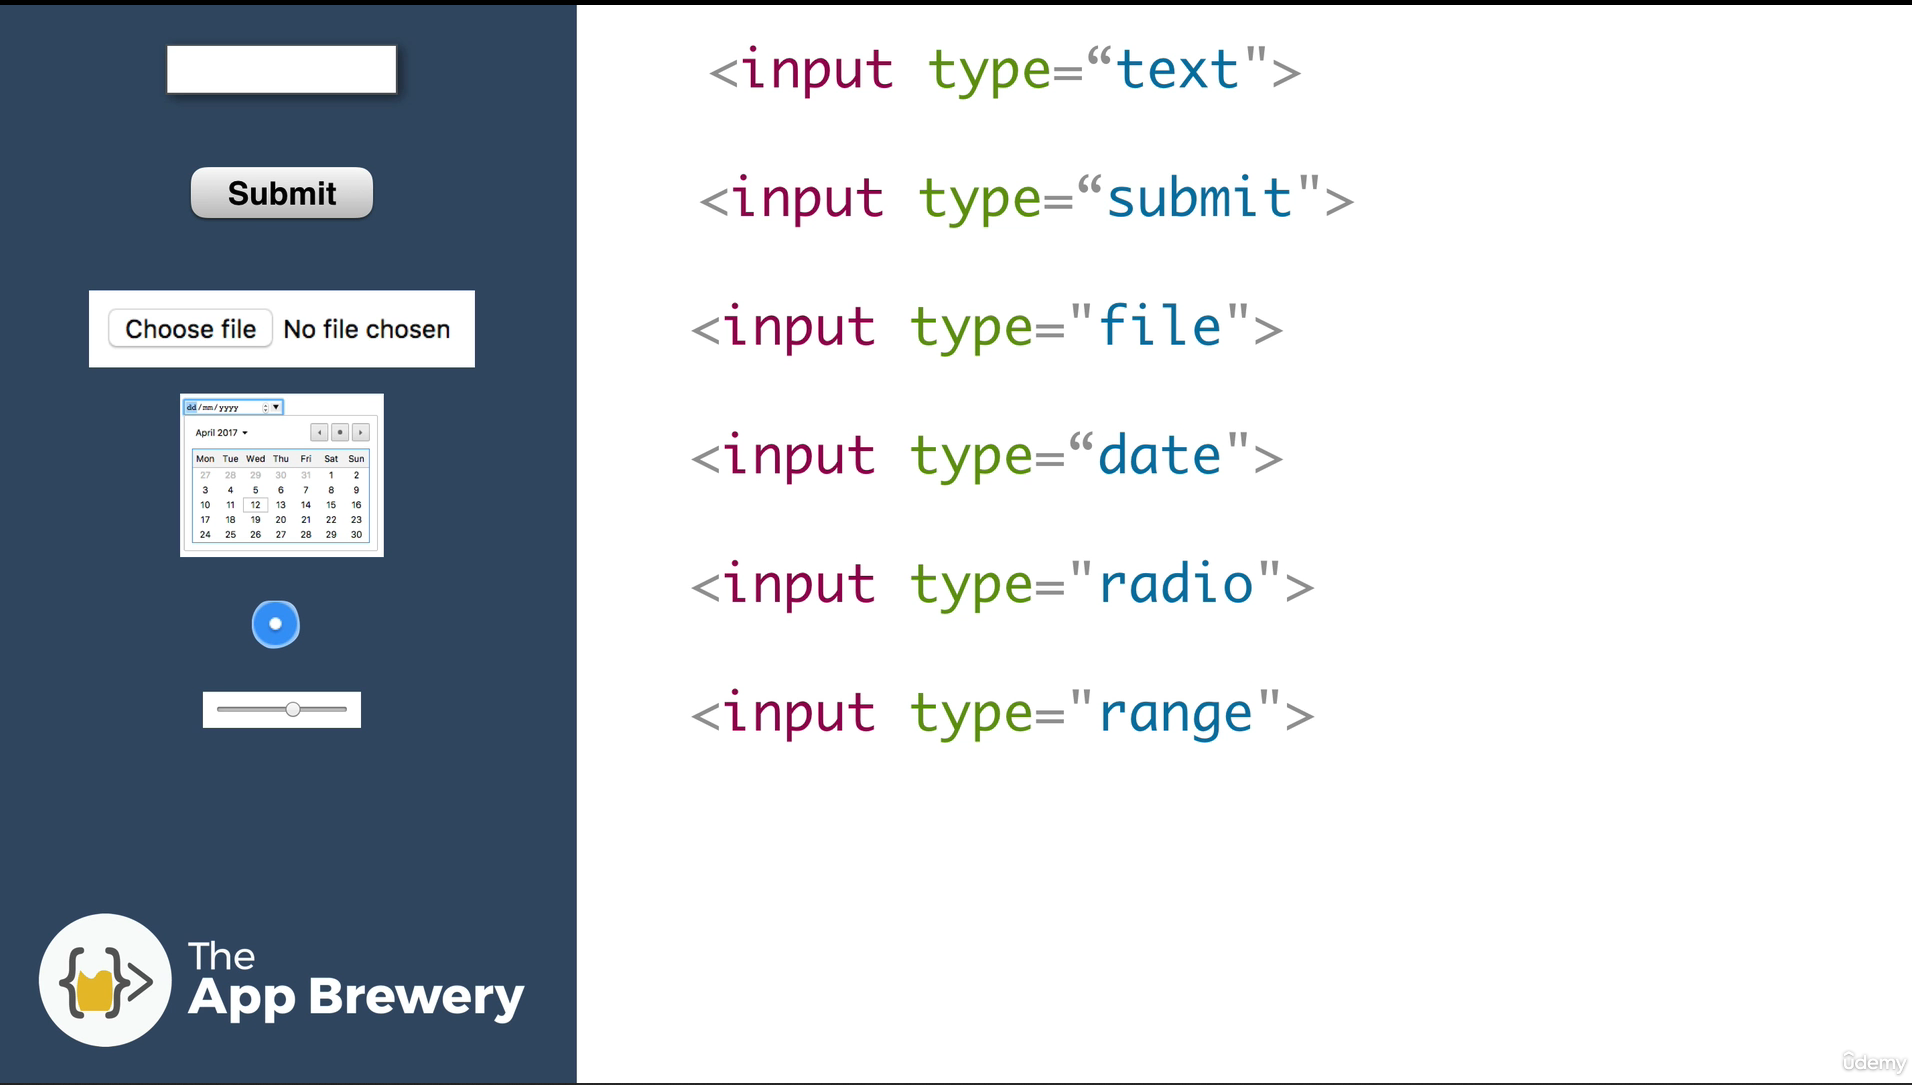 <input type=“text">
Submit
<input type=“submit">
Choose file No file chosen
<input type="file">
dd/mm/yyyy
April 2017
Mon Tue Wed Thu Fri Sat Sun
27 28 29 30 31 1 2
3 4 5 6 7 8 9
10 11 12 13 14 15 16
17 18 19 20 21 22 23
24 25 26 27 28 29 30
<input type=“date">
<input type="radio">
<input type="range">
{}>
The
App Brewery
ûdemy